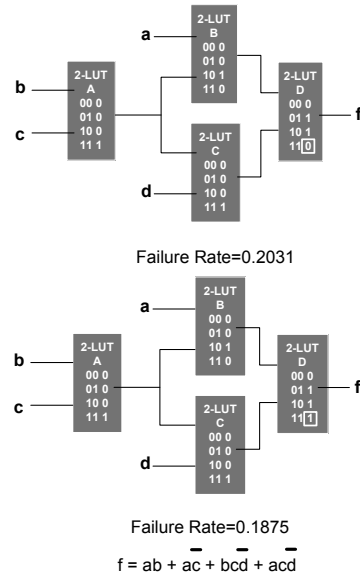 2-LUT
a
B
00 0
01 0
10 1
11 0
2-LUT
b
A
00 0
c
01 0
10 0
11 1
2-LUT
D
00 0
01 1
f
10 1
11 0
2-LUT
C
00 0
01 0
d
10 0
11 1
Failure Rate=0.2031
2-LUT
a
B
00 0
01 0
10 1
11 0
2-LUT
b
A
00 0
01 0
c
10 0
11 1
2-LUT
D
00 0
f
01 1
10 1
11 1
2-LUT
C
00 0
01 0
d
10 0
11 1
Failure Rate=0.1875
f = ab + ac + bcd + acd